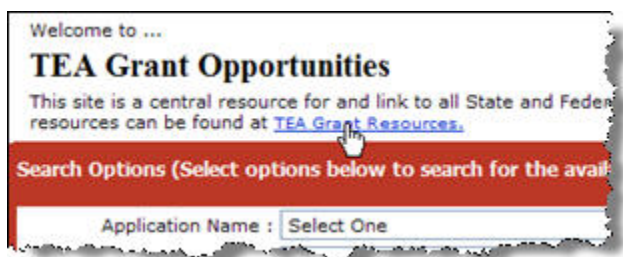 Welcome to ...
TEA Grant Opportunities
This site is a central resource for and link to all State and Feder
resources can be found at TEA Grant Resources.
Search Options (Select options below to search for the avail
Application Name : Select One